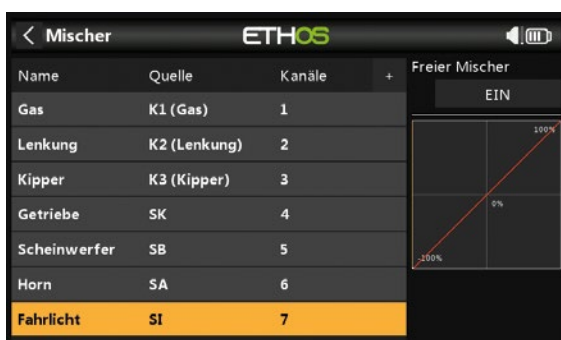 < Mischer ETHOS
Name Quelle Kanäle +
Gas K1 (Gas) 1
Lenkung K2 (Lenkung) 2
Kipper K3 (Kipper) 3
Getriebe SK 4
Scheinwerfer SB 5
Horn SA 6
Fahrlicht SI 7
Freier Mischer
EIN
100%
0%
-100%